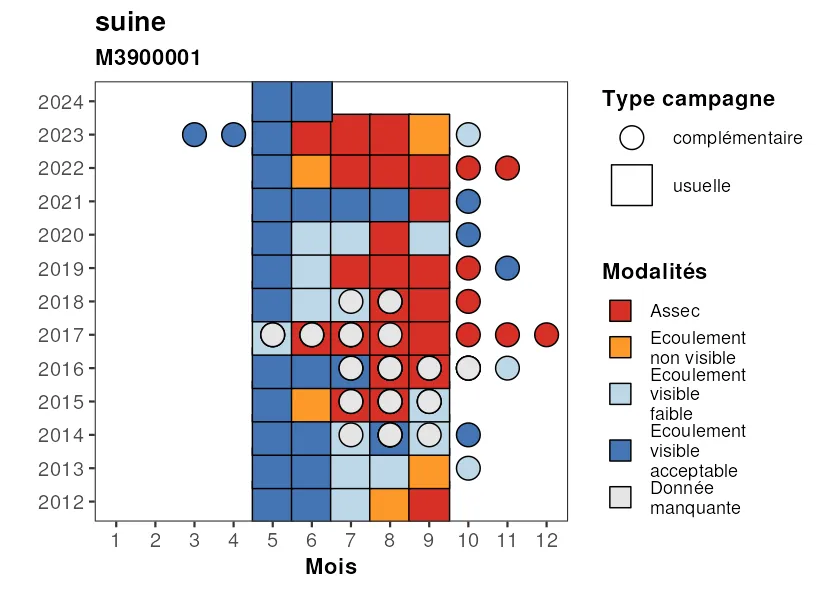 suine
M3900001
2024
2023
2022
2021
2020
2019
2018
2017
2016
2015
2014
2013
2012
1 2 3 4 5 6 7 8 9 10 11 12
Mois
Type campagne
complémentaire
usuelle
Modalités
Assec
Ecoulement
non visible
Ecoulement
visible
faible
Ecoulement
visible
acceptable
Donnée
manquante